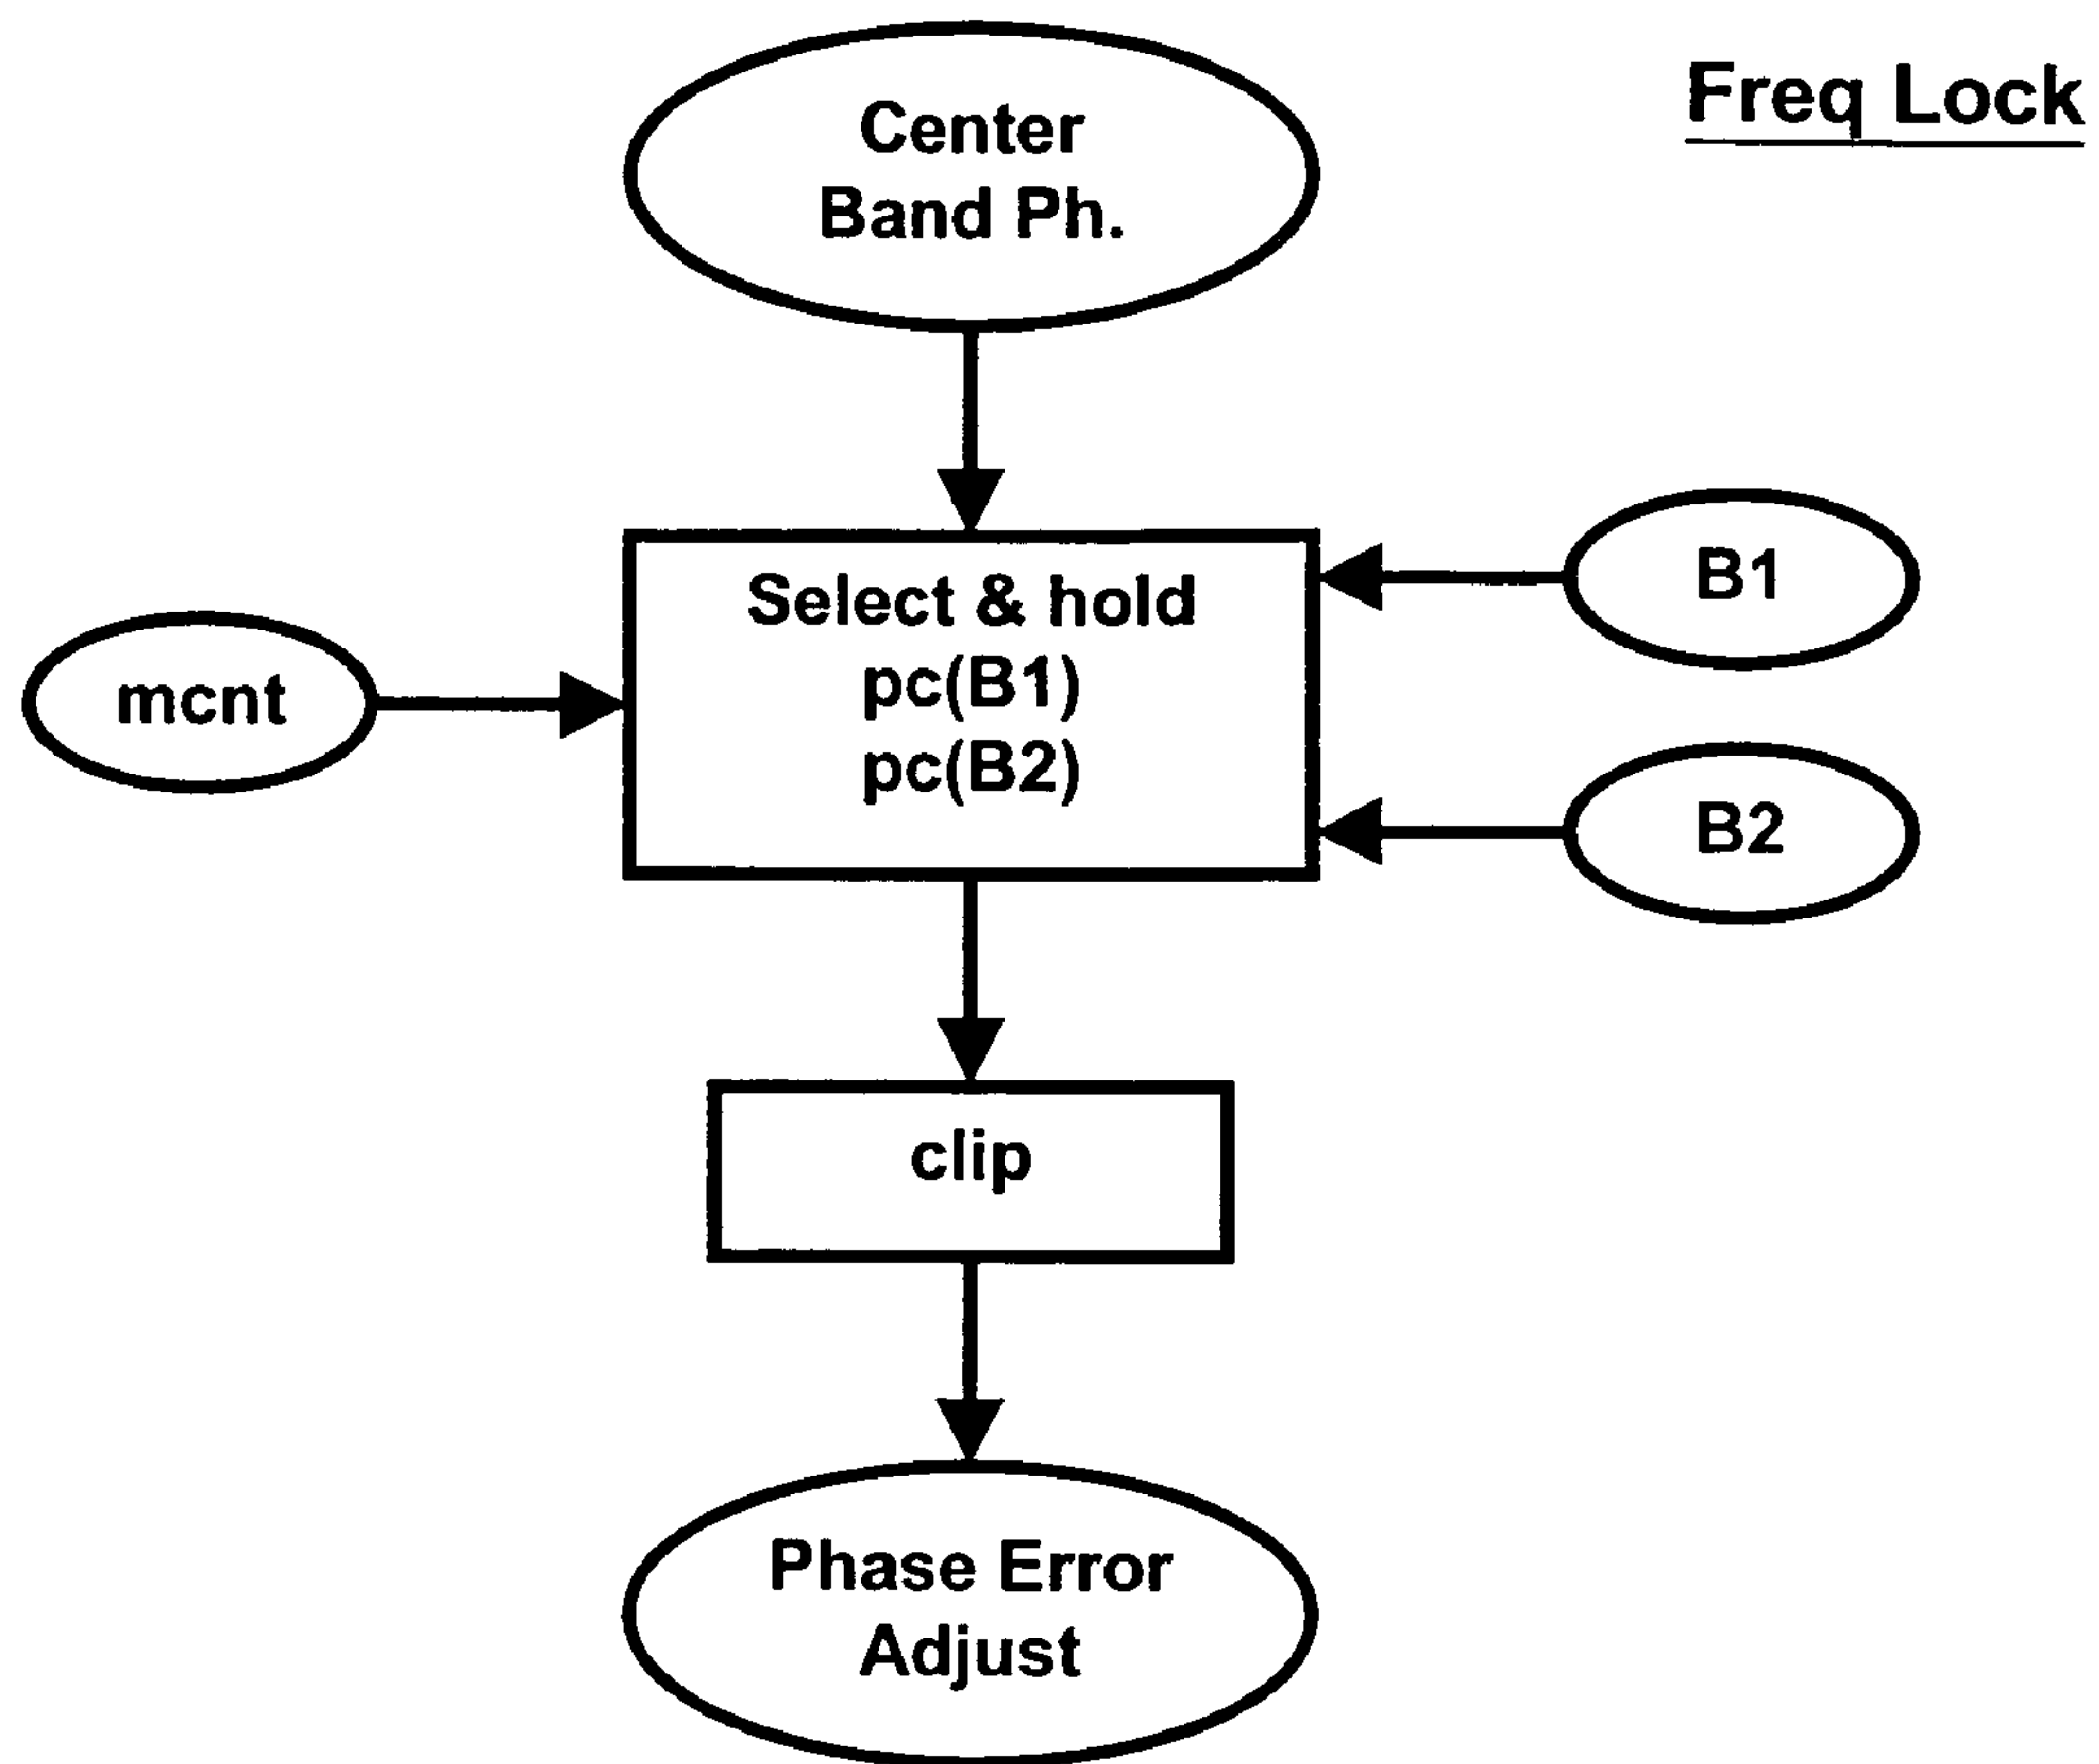 Freq Lock
Center
Band Ph.
Select & hold
pc(B1)
pc(B2)
mcnt
B1
B2
clip
Phase Error
Adjust